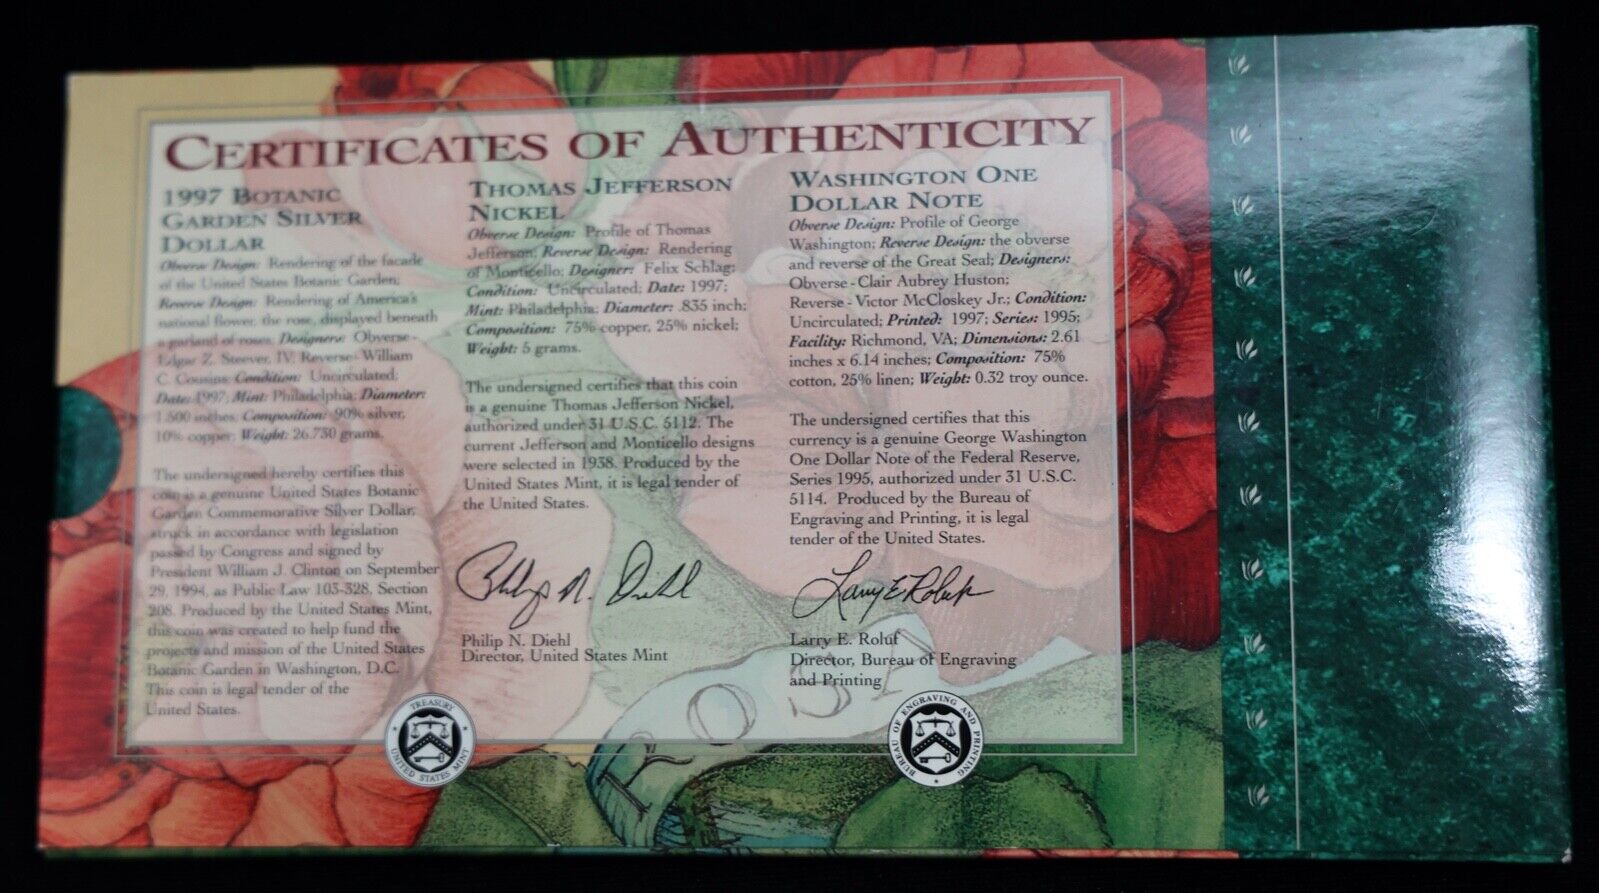 CERTIFICATES OF AUTHENTICITY
1997 BOTANIC
GARDEN SILVER
DOLLAR
Obverse Design: Rendering of the facade
of the United States Botanic Garden;
Reverse Design: Rendering of America's
national flower, the rose, displayed beneath
a garland of roses; Designers: Obverse -
Edgar Z. Steever, IV; Reverse - William
C. Cousins; Condition: Uncirculated;
Date: 1997; Mint: Philadelphia; Diameter:
1.500 inches; Composition: 90% silver,
10% copper; Weight: 26.730 grams.
The undersigned hereby certifies this
coin is a genuine United States Botanic
Garden Commemorative Silver Dollar,
struck in accordance with legislation
passed by Congress and signed by
President William J. Clinton on September
29, 1994, as Public Law 103-328, Section
208. Produced by the United States Mint,
this coin was created to help fund the
projects and mission of the United States
Botanic Garden in Washington, D.C.
This coin is legal tender of the
United States.
THOMAS JEFFERSON
NICKEL
Obverse Design: Profile of Thomas
Jefferson; Reverse Design: Rendering
of Monticello; Designer: Felix Schlag;
Condition: Uncirculated; Date: 1997;
Mint: Philadelphia; Diameter: .835 inch;
Composition: 75% copper, 25% nickel;
Weight: 5 grams.
The undersigned certifies that this coin
is a genuine Thomas Jefferson Nickel,
authorized under 31 U.S.C. 5112. The
current Jefferson and Monticello designs
were selected in 1938. Produced by the
United States Mint, it is legal tender of
the United States.
Philip N. Diehl
Philip N. Diehl
Director, United States Mint
TREASURY
UNITED STATES MINT
WASHINGTON ONE
DOLLAR NOTE
Obverse Design: Profile of George
Washington; Reverse Design: the obverse
and reverse of the Great Seal; Designers:
Obverse - Clair Aubrey Huston;
Reverse - Victor McCloskey Jr.; Condition:
Uncirculated; Printed: 1997; Series: 1995;
Facility: Richmond, VA; Dimensions: 2.61
inches x 6.14 inches; Composition: 75%
cotton, 25% linen; Weight: 0.32 troy ounce.
The undersigned certifies that this
currency is a genuine George Washington
One Dollar Note of the Federal Reserve,
Series 1995, authorized under 31 U.S.C.
5114. Produced by the Bureau of
Engraving and Printing, it is legal
tender of the United States.
Larry E Rolufs
Larry E. Roluf
Director, Bureau of Engraving
and Printing
BUREAU OF ENGRAVING AND PRINTING